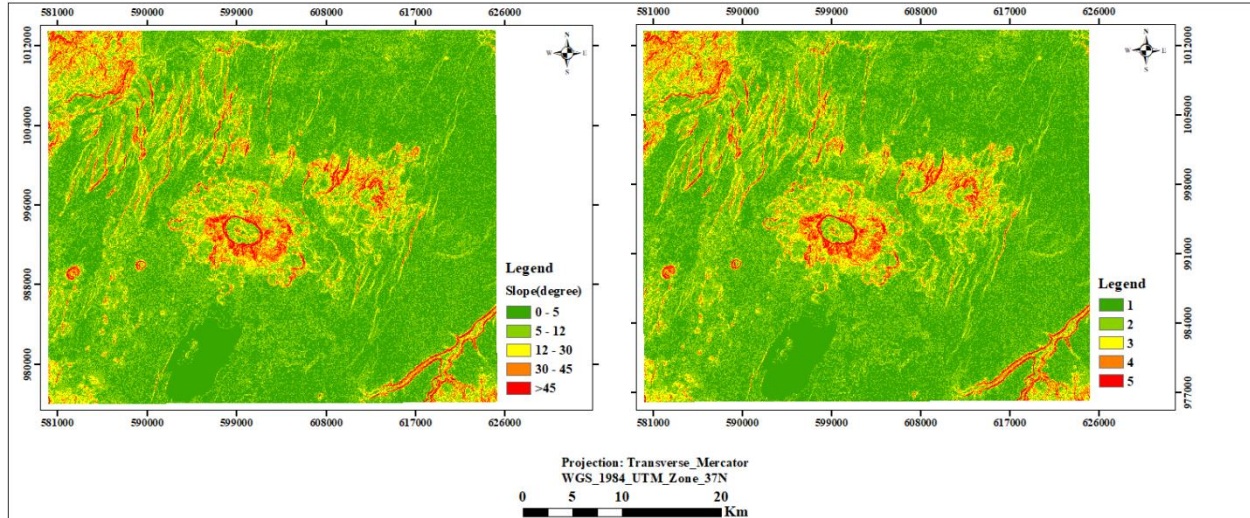 581000 590000 599000 608000 617000 626000
581000 590000 599000 608000 617000 626000
1012000
1004000
996000
988000
980000
N
W E
S
Legend
Slope(degree)
0 - 5
5 - 12
12 - 30
30 - 45
>45
581000 590000 599000 608000 617000 626000
N
W E
S
1012000
1005000
998000
991000
984000
977000
Legend
1
2
3
4
5
581000 590000 599000 608000 617000 626000
Projection: Transverse_Mercator
WGS_1984_UTM_Zone_37N
0 5 10 20
Km